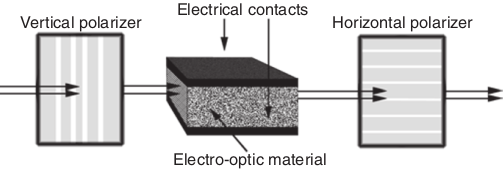 Vertical polarizer
Electrical contacts
Horizontal polarizer
Electro-optic material